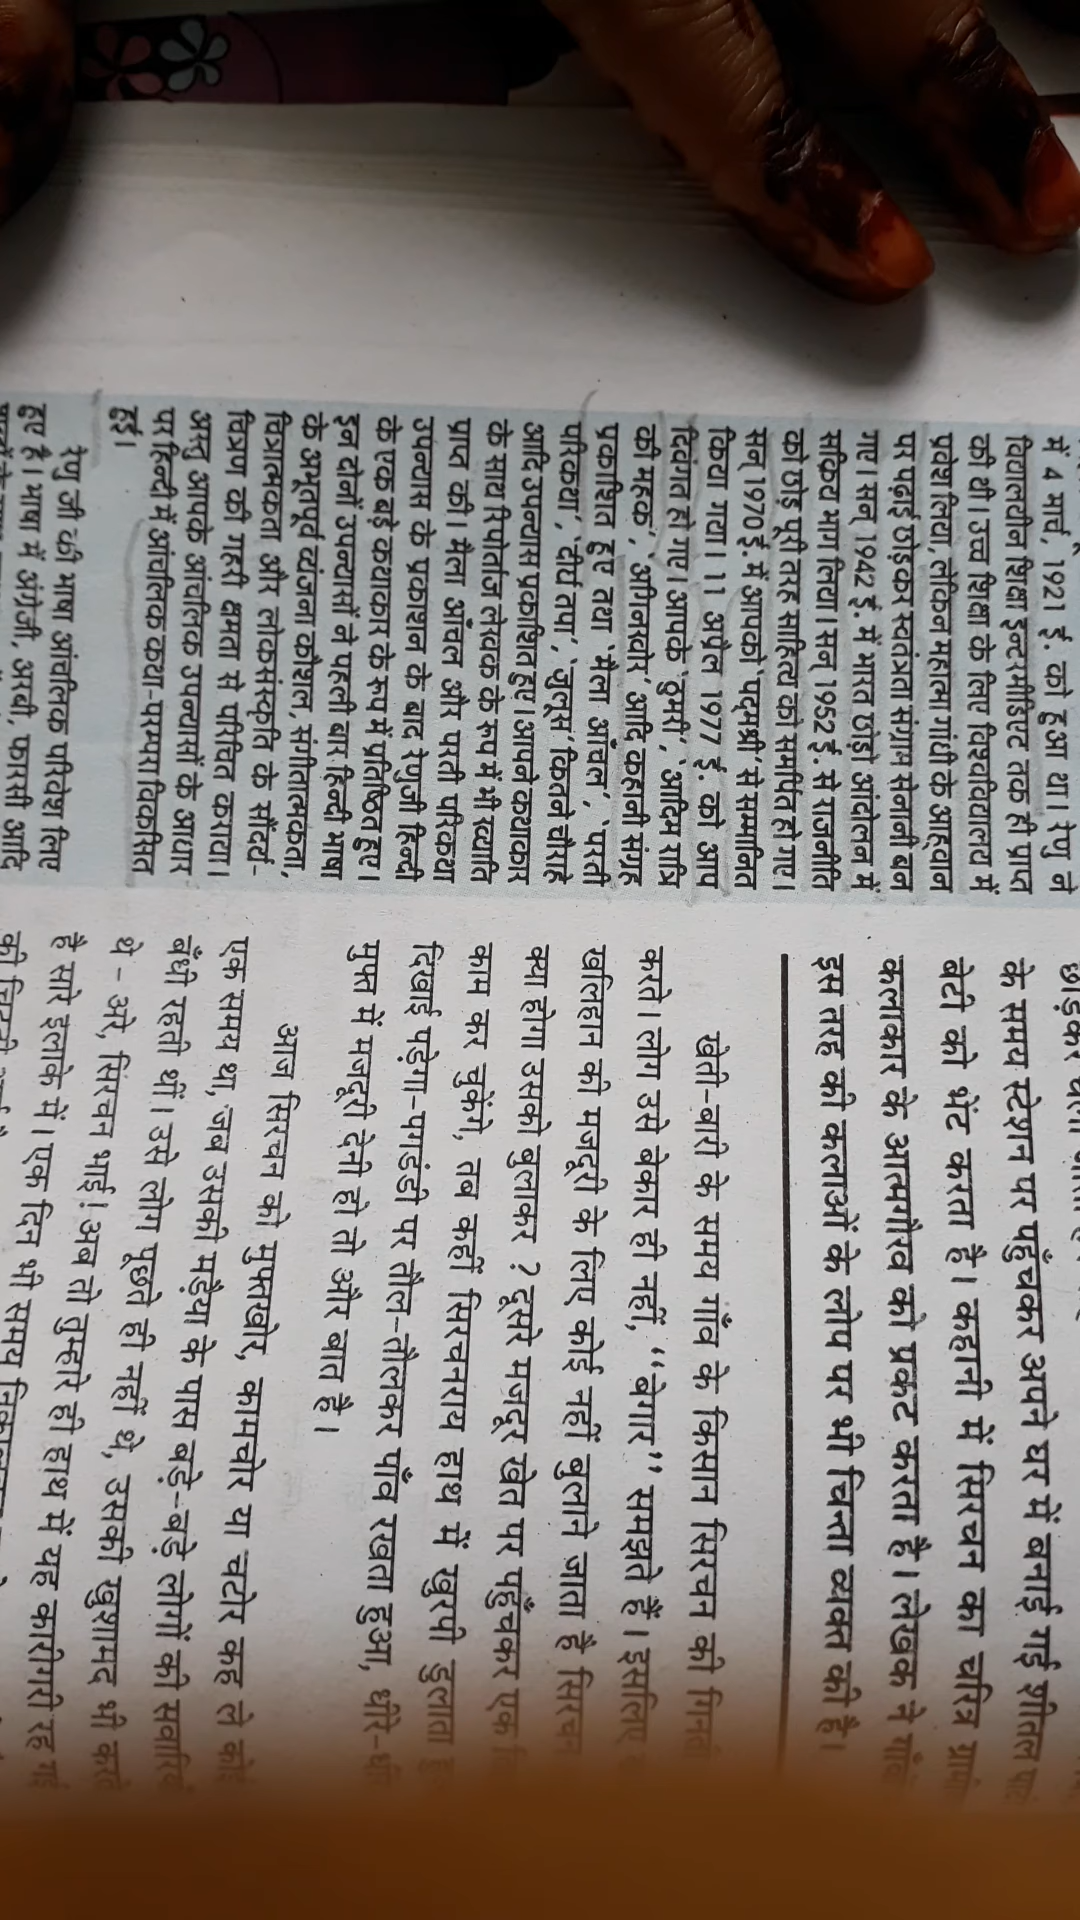 में 4 मार्च, 1921 ई. को हुआ था। रेणु ने
विद्यालयीन शिक्षा इन्टरमीडिएट तक ही प्राप्त
की थी। उच्च शिक्षा के लिए विश्वविद्यालय में
प्रवेश लिया, लेकिन महात्मा गांधी के आह्वान
पर पढ़ाई छोड़कर स्वतंत्रता संग्राम सेनानी बन
गए। सन् 1942 ई. में भारत छोड़ो आंदोलन में
सक्रिय भाग लिया। सन् 1952 ई. से राजनीति
को छोड़ पूरी तरह साहित्य को समर्पित हो गए।
सन् 1970 ई. में आपको 'पद्मश्री' से सम्मानित
किया गया। 11 अप्रैल 1977 ई. को आप
दिवंगत हो गए। आपके 'ठुमरी', 'आदिम रात्रि
की महक', 'अगिनखोर' आदि कहानी संग्रह
प्रकाशित हुए तथा 'मैला आँचल', 'परती
परिकथा', 'दीर्घ तपा', 'जुलूस' कितने चौराहे
आदि उपन्यास प्रकाशित हुए। आपने कथाकार
के साथ रिपोर्ताज लेखक के रूप में भी ख्याति
प्राप्त की। मैला आँचल और परती परिकथा
उपन्यास के प्रकाशन के बाद रेणुजी हिन्दी
के एक बड़े कथाकार के रूप में प्रतिष्ठित हुए।
इन दोनों उपन्यासों ने पहली बार हिन्दी भाषा
के अभूतपूर्व व्यंजना कौशल, संगीतात्मकता,
चित्रात्मकता और लोकसंस्कृति के सौंदर्य-
चित्रण की गहरी क्षमता से परिचित कराया।
अस्तु आपके आंचलिक उपन्यासों के आधार
पर हिन्दी में आंचलिक कथा-परम्परा विकसित
हुई।
रेणु जी की भाषा आंचलिक परिवेश लिए
हुए है। भाषा में अंग्रेजी, अरबी, फारसी आदि
छोड़कर
के समय स्टेशन पर पहुँचकर अपने घर में बनाई गई शीतल
बेटी को भेंट करता है। कहानी में सिरचन का चरित्र
कलाकार के आत्मगौरव को प्रकट करता है। लेखक ने
इस तरह की कलाओं के लोप पर भी चिन्ता व्यक्त की है।
खेती-बारी के समय गाँव के किसान सिरचन की गिनती
करते। लोग उसे बेकार ही नहीं, “बेगार” समझते हैं। इसलिए
खलिहान की मजदूरी के लिए कोई नहीं बुलाने जाता है सिरचन
क्या होगा उसको बुलाकर ? दूसरे मजदूर खेत पर पहुँचकर एक
काम कर चुकेंगे, तब कहीं सिरचनराय हाथ में खुरपी डुलाता
दिखाई पड़ेगा-पगडंडी पर तौल-तौलकर पाँव रखता हुआ, धीरे-
मुफ्त में मजदूरी देनी हो तो और बात है।
आज सिरचन को मुफ्तखोर, कामचोर या चटोर कह ले कोई
एक समय था, जब उसकी मड़ैया के पास बड़े-बड़े लोगों की
बँधी रहती थीं। उसे लोग पूछते ही नहीं थे, उसकी खुशामद भी करते
थे - अरे, सिरचन भाई! अब तो तुम्हारे ही हाथ में यह कारीगरी रह गई
है सारे इलाके में। एक दिन भी समय